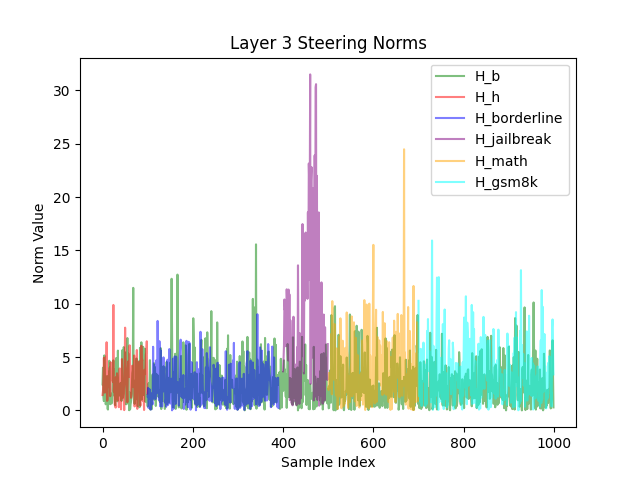 Layer 3 Steering Norms
Norm Value
30
25
20
15
10
5
0
H_b
H_h
H_borderline
H_jailbreak
H_math
H_gsm8k
0 200 400 600 800 1000
Sample Index